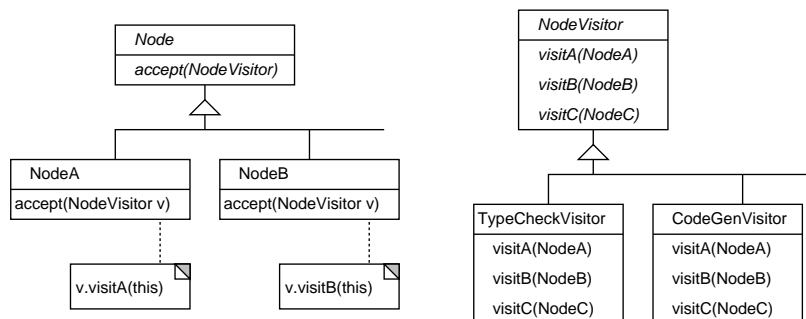 Node
accept(NodeVisitor)
NodeA
accept(NodeVisitor v)
v.visitA(this)
NodeB
accept(NodeVisitor v)
v.visitB(this)
NodeVisitor
visitA(NodeA)
visitB(NodeB)
visitC(NodeC)
TypeCheckVisitor
visitA(NodeA)
visitB(NodeB)
visitC(NodeC)
CodeGenVisitor
visitA(NodeA)
visitB(NodeB)
visitC(NodeC)